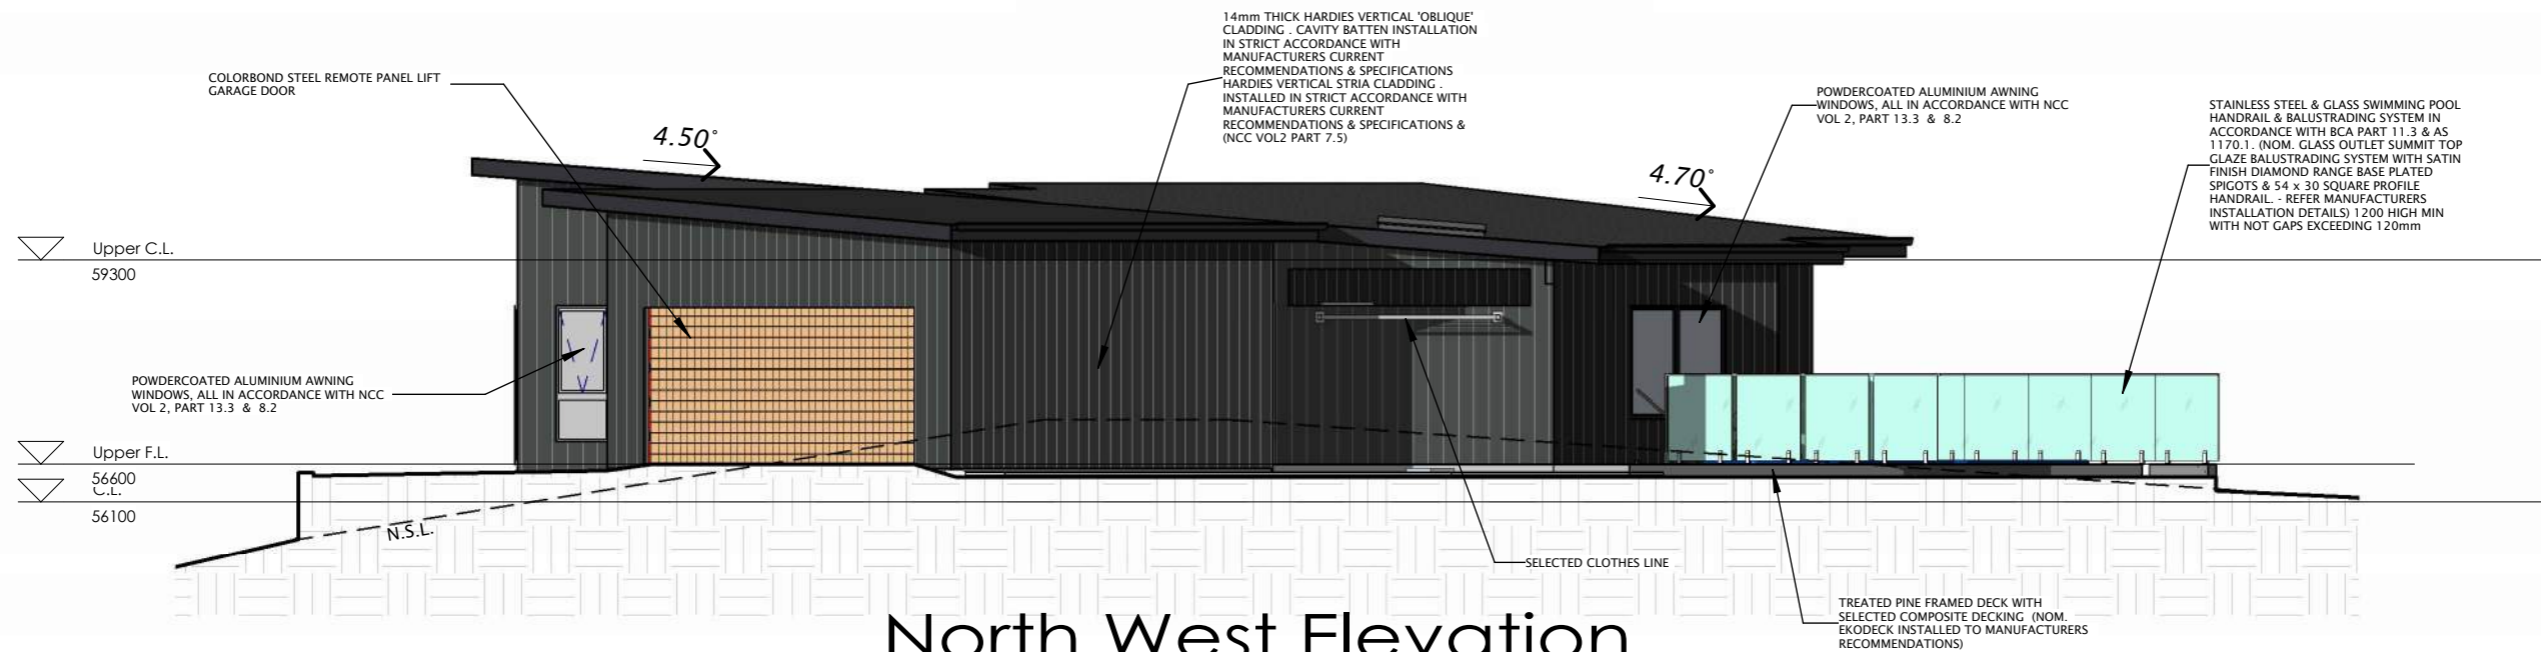 14mm THICK HARDIES VERTICAL 'OBLIQUE'
CLADDING . CAVITY BATTEN INSTALLATION
IN STRICT ACCORDANCE WITH
MANUFACTURERS CURRENT
RECOMMENDATIONS & SPECIFICATIONS
HARDIES VERTICAL STRIA CLADDING .
INSTALLED IN STRICT ACCORDANCE WITH
MANUFACTURERS CURRENT
RECOMMENDATIONS & SPECIFICATIONS &
(NCC VOL2 PART 7.5)
COLORBOND STEEL REMOTE PANEL LIFT
GARAGE DOOR
POWDERCOATED ALUMINIUM AWNING
WINDOWS, ALL IN ACCORDANCE WITH NCC
VOL 2, PART 13.3 & 8.2
STAINLESS STEEL & GLASS SWIMMING POOL
HANDRAIL & BALUSTRADING SYSTEM IN
ACCORDANCE WITH BCA PART 11.3 & AS
1170.1. (NOM. GLASS OUTLET SUMMIT TOP
GLAZE BALUSTRADING SYSTEM WITH SATIN
FINISH DIAMOND RANGE BASE PLATED
SPIGOTS & 54 x 30 SQUARE PROFILE
HANDRAIL. - REFER MANUFACTURERS
INSTALLATION DETAILS) 1200 HIGH MIN
WITH NOT GAPS EXCEEDING 120mm
4.50°
4.70°
Upper C.L.
59300
POWDERCOATED ALUMINIUM AWNING
WINDOWS, ALL IN ACCORDANCE WITH NCC
VOL 2, PART 13.3 & 8.2
Upper F.L.
56600
C.L.
56100
N.S.L.
SELECTED CLOTHES LINE
TREATED PINE FRAMED DECK WITH
SELECTED COMPOSITE DECKING (NOM.
EKODECK INSTALLED TO MANUFACTURERS
RECOMMENDATIONS)
North West Elevation